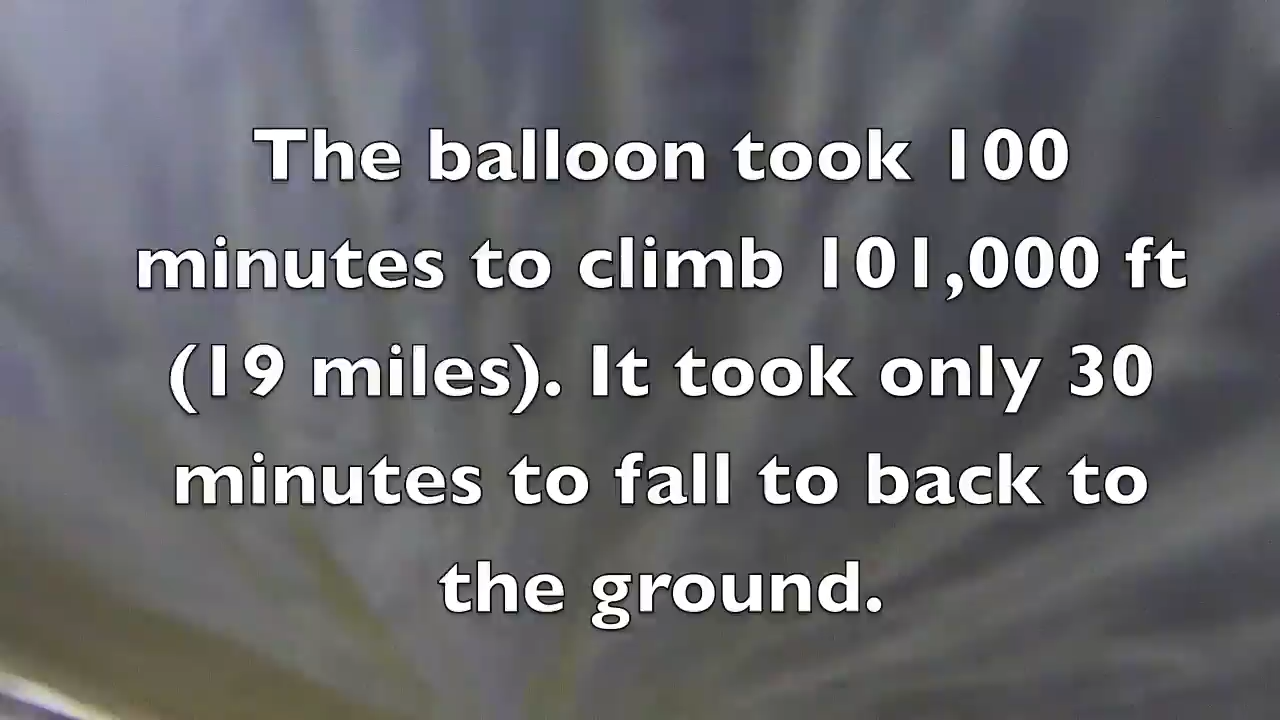 The balloon took 100
minutes to climb 101,000 ft
(19 miles). It took only 30
minutes to fall to back to
the ground.